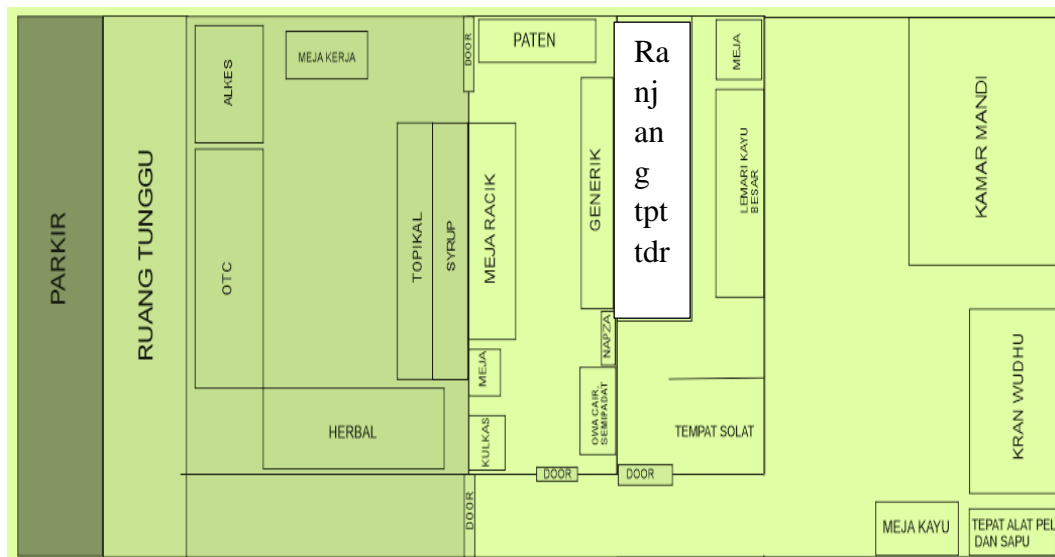 PARKIR
RUANG TUNGGU
ALKES
MEJA KERJA
OTC
TOPIKAL
SYRUP
HERBAL
DOOR
PATEN
MEJA RACIK
GENERIK
MEJA
NAPZA
KULKAS
OWA CAIR,
SEMIPADAT
DOOR
DOOR
Ra
nj
an
g
tpt
tdr
MEJA
LEMARI KAYU
BESAR
TEMPAT SOLAT
DOOR
KAMAR MANDI
KRAN WUDHU
MEJA KAYU
TEPAT ALAT PEL
DAN SAPU